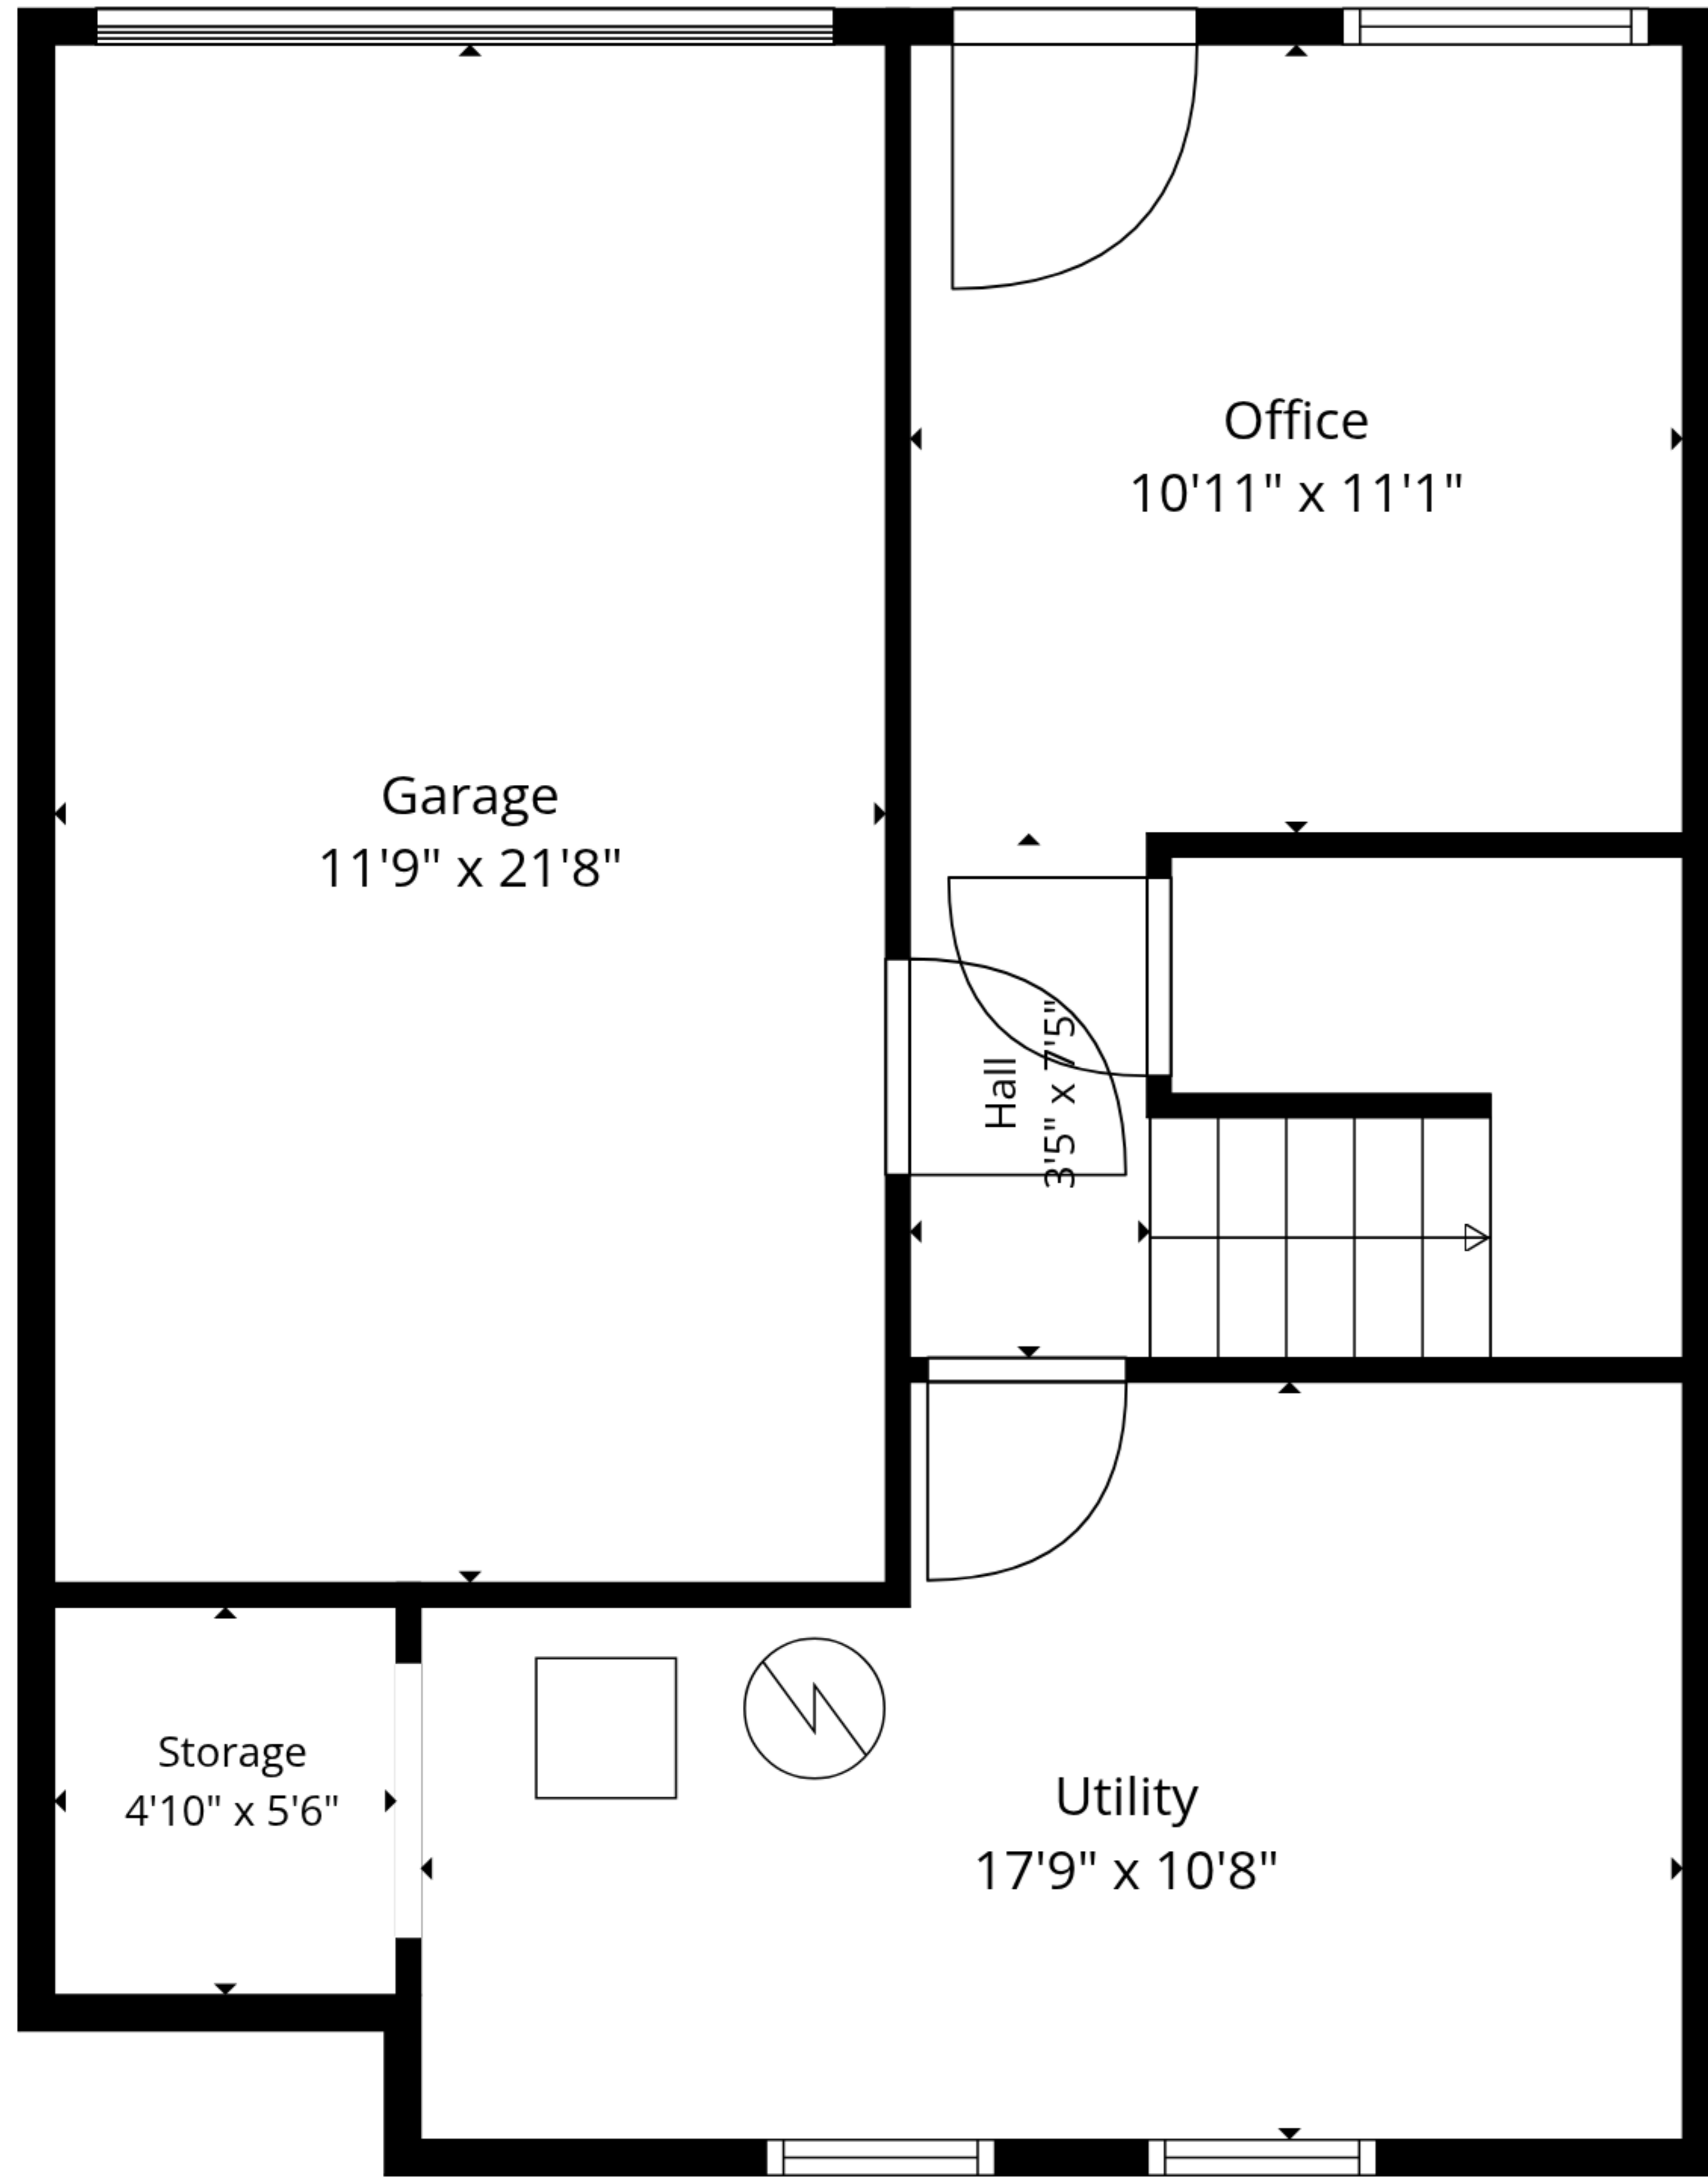 Office
10'11" x 11'1"
Garage
11'9" x 21'8"
Hall
3'5" x 7'5"
Storage
4'10" x 5'6"
Utility
17'9" x 10'8"